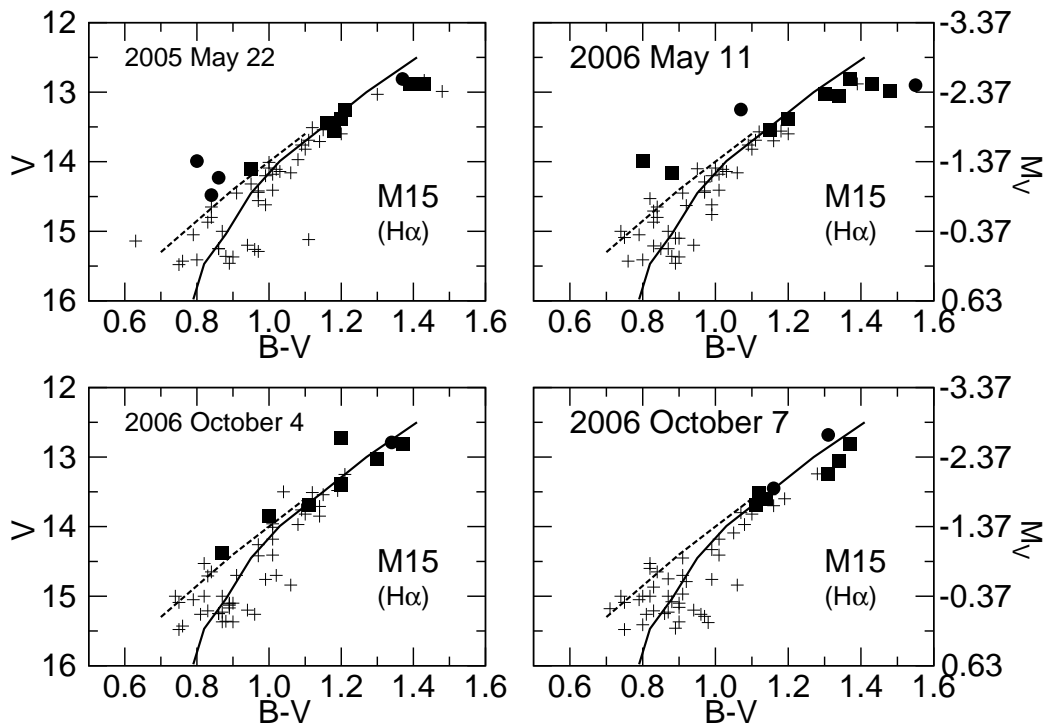 12
13
14
15
16
V
2005 May 22
M15
(Hα)
0.6 0.8 1.0 1.2 1.4 1.6
B-V
2006 May 11
M15
(Hα)
-3.37
-2.37
-1.37
-0.37
0.63
Mv
0.6 0.8 1.0 1.2 1.4 1.6
B-V
12
13
14
15
16
V
2006 October 4
M15
(Hα)
0.6 0.8 1.0 1.2 1.4 1.6
B-V
2006 October 7
M15
(Hα)
-3.37
-2.37
-1.37
-0.37
0.63
Mv
0.6 0.8 1.0 1.2 1.4 1.6
B-V